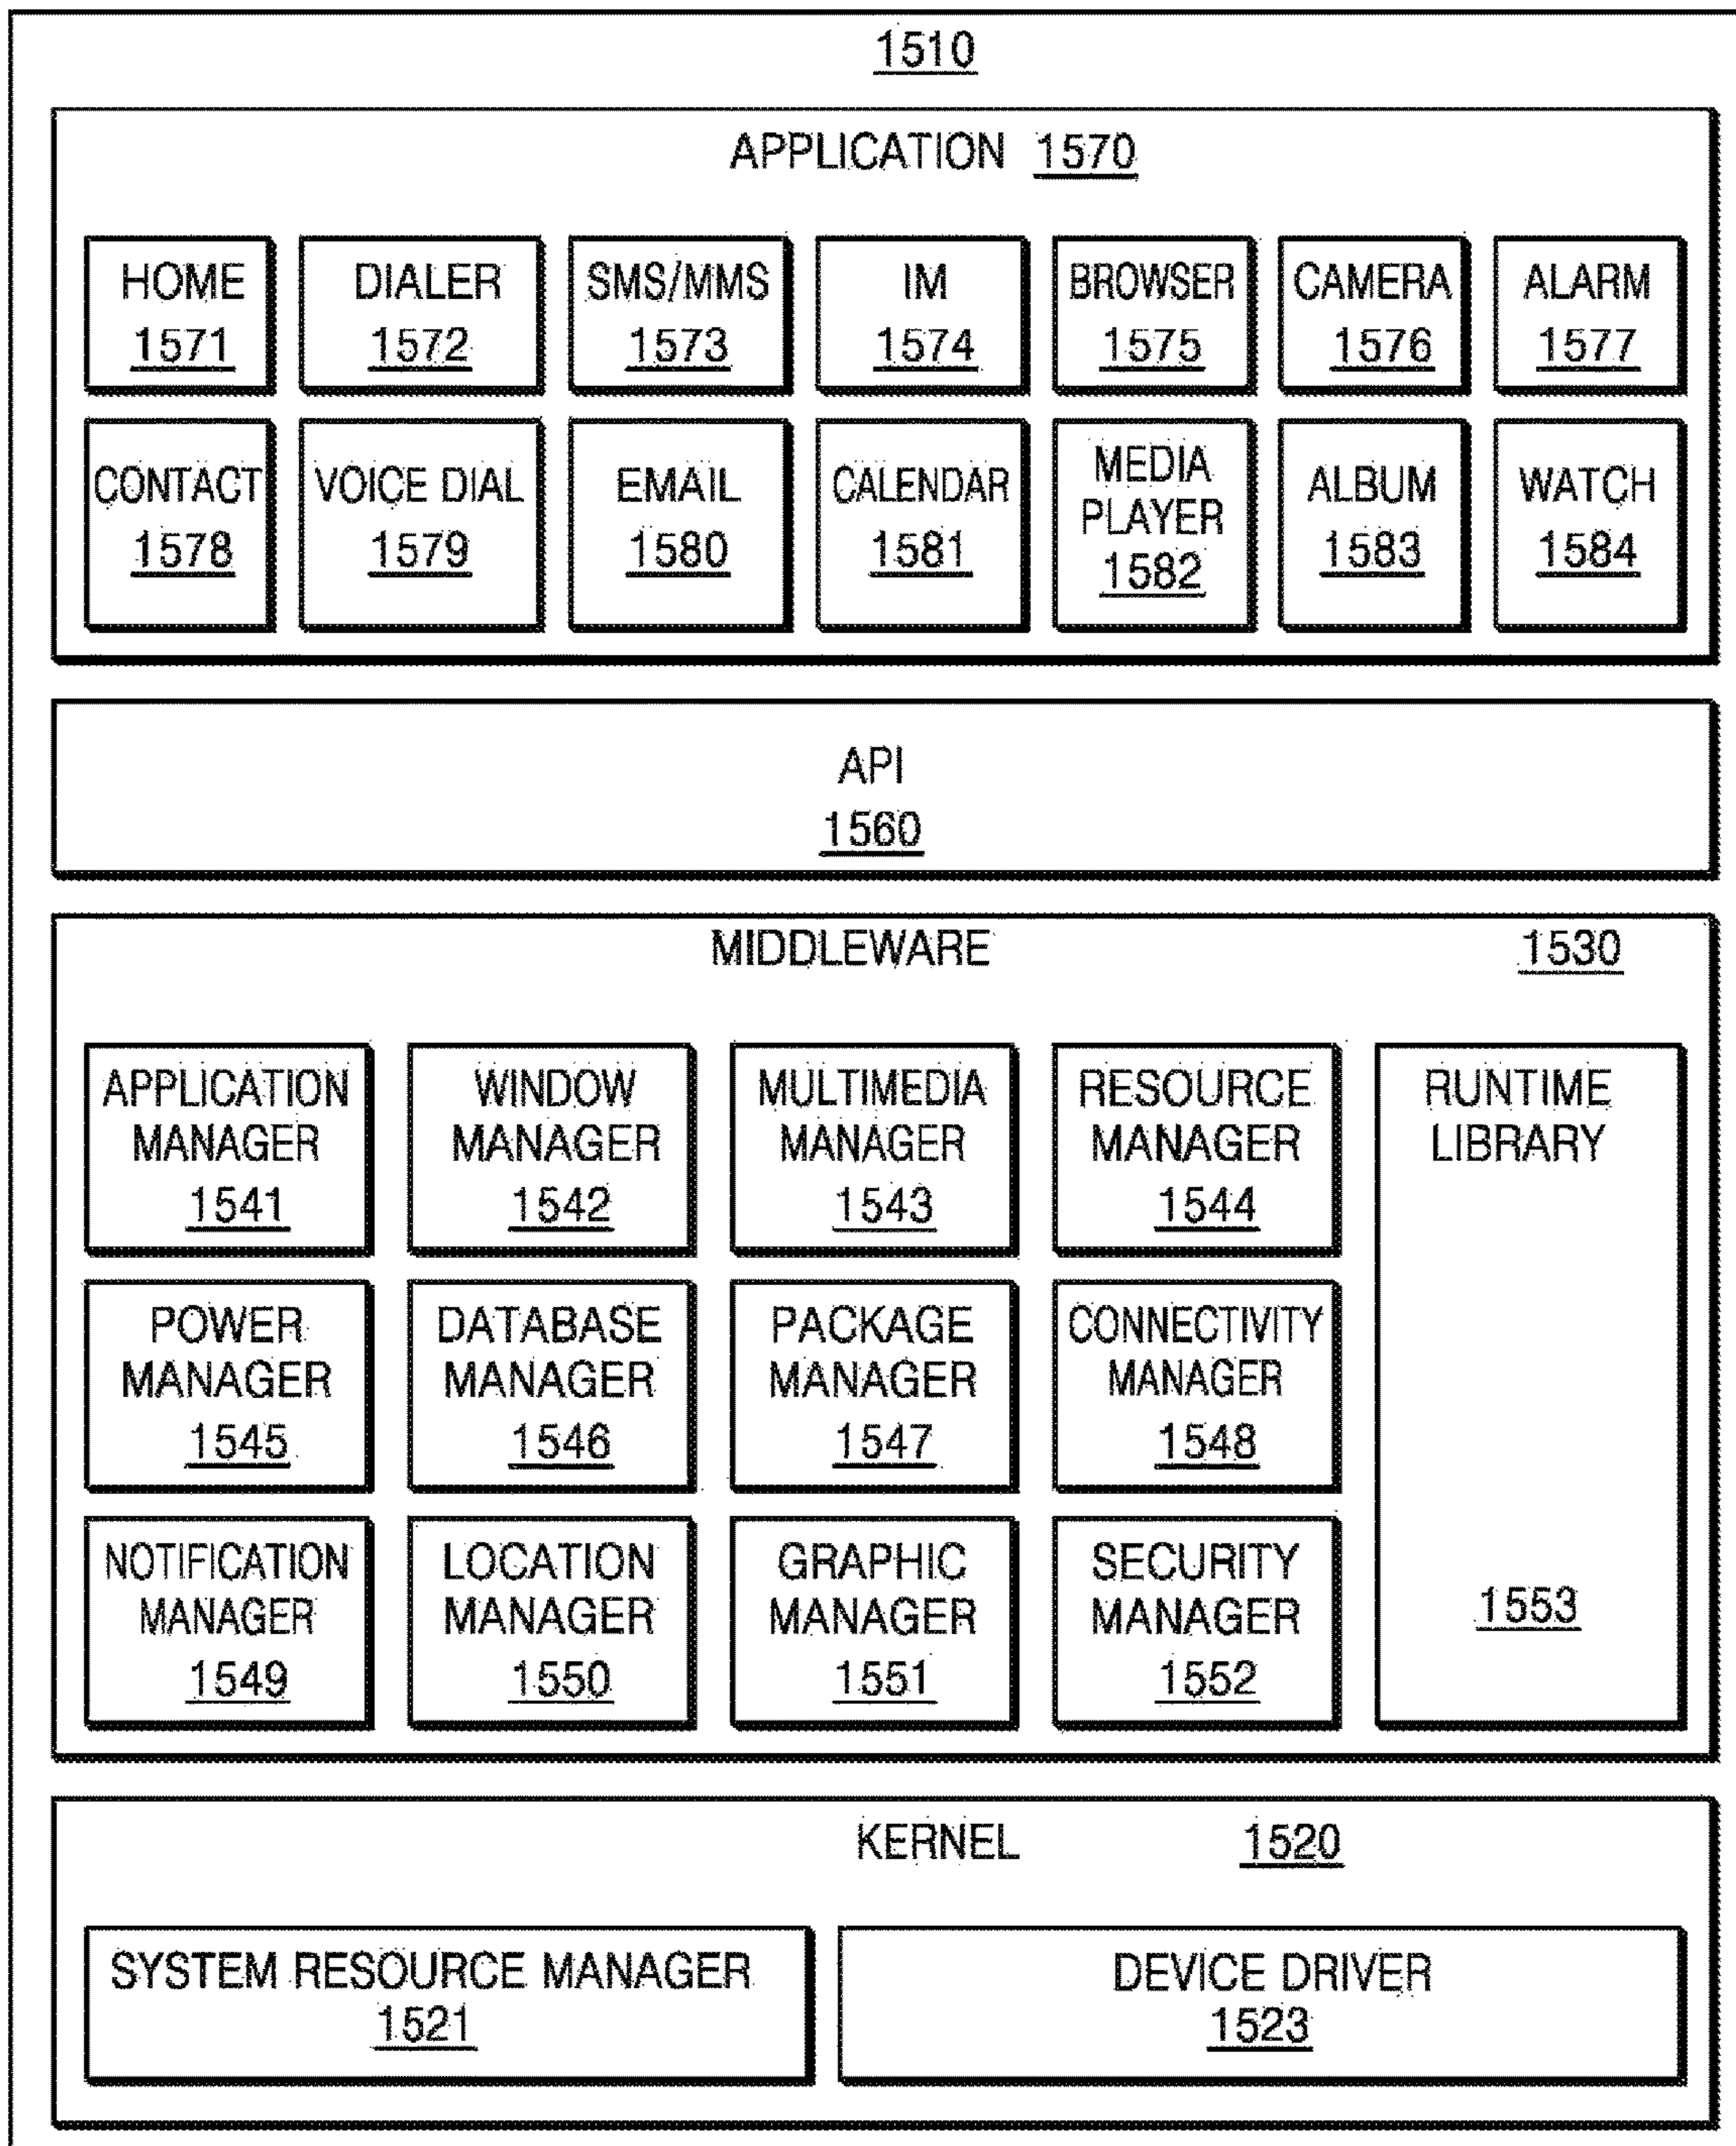 1510
APPLICATION 1570
HOME
1571
DIALER
1572
SMS/MMS
1573
IM
1574
BROWSER
1575
CAMERA
1576
ALARM
1577
CONTACT
1578
VOICE DIAL
1579
EMAIL
1580
CALENDAR
1581
MEDIA
PLAYER
1582
ALBUM
1583
WATCH
1584
API
1560
MIDDLEWARE 1530
APPLICATION
MANAGER
1541
WINDOW
MANAGER
1542
MULTIMEDIA
MANAGER
1543
RESOURCE
MANAGER
1544
RUNTIME
LIBRARY
1553
POWER
MANAGER
1545
DATABASE
MANAGER
1546
PACKAGE
MANAGER
1547
CONNECTIVITY
MANAGER
1548
NOTIFICATION
MANAGER
1549
LOCATION
MANAGER
1550
GRAPHIC
MANAGER
1551
SECURITY
MANAGER
1552
KERNEL 1520
SYSTEM RESOURCE MANAGER
1521
DEVICE DRIVER
1523